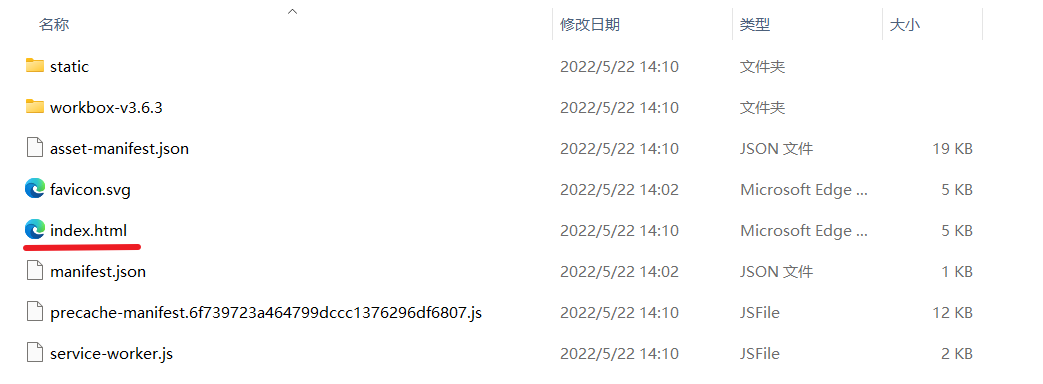 名称 修改日期 类型 大小
static 2022/5/22 14:10 文件夹
workbox-v3.6.3 2022/5/22 14:10 文件夹
asset-manifest.json 2022/5/22 14:10 JSON 文件 19 KB
favicon.svg 2022/5/22 14:02 Microsoft Edge ... 5 KB
index.html 2022/5/22 14:10 Microsoft Edge ... 5 KB
manifest.json 2022/5/22 14:02 JSON 文件 1 KB
precache-manifest.6f739723a464799dccc1376296df6807.js 2022/5/22 14:10 JSFile 12 KB
service-worker.js 2022/5/22 14:10 JSFile 2 KB